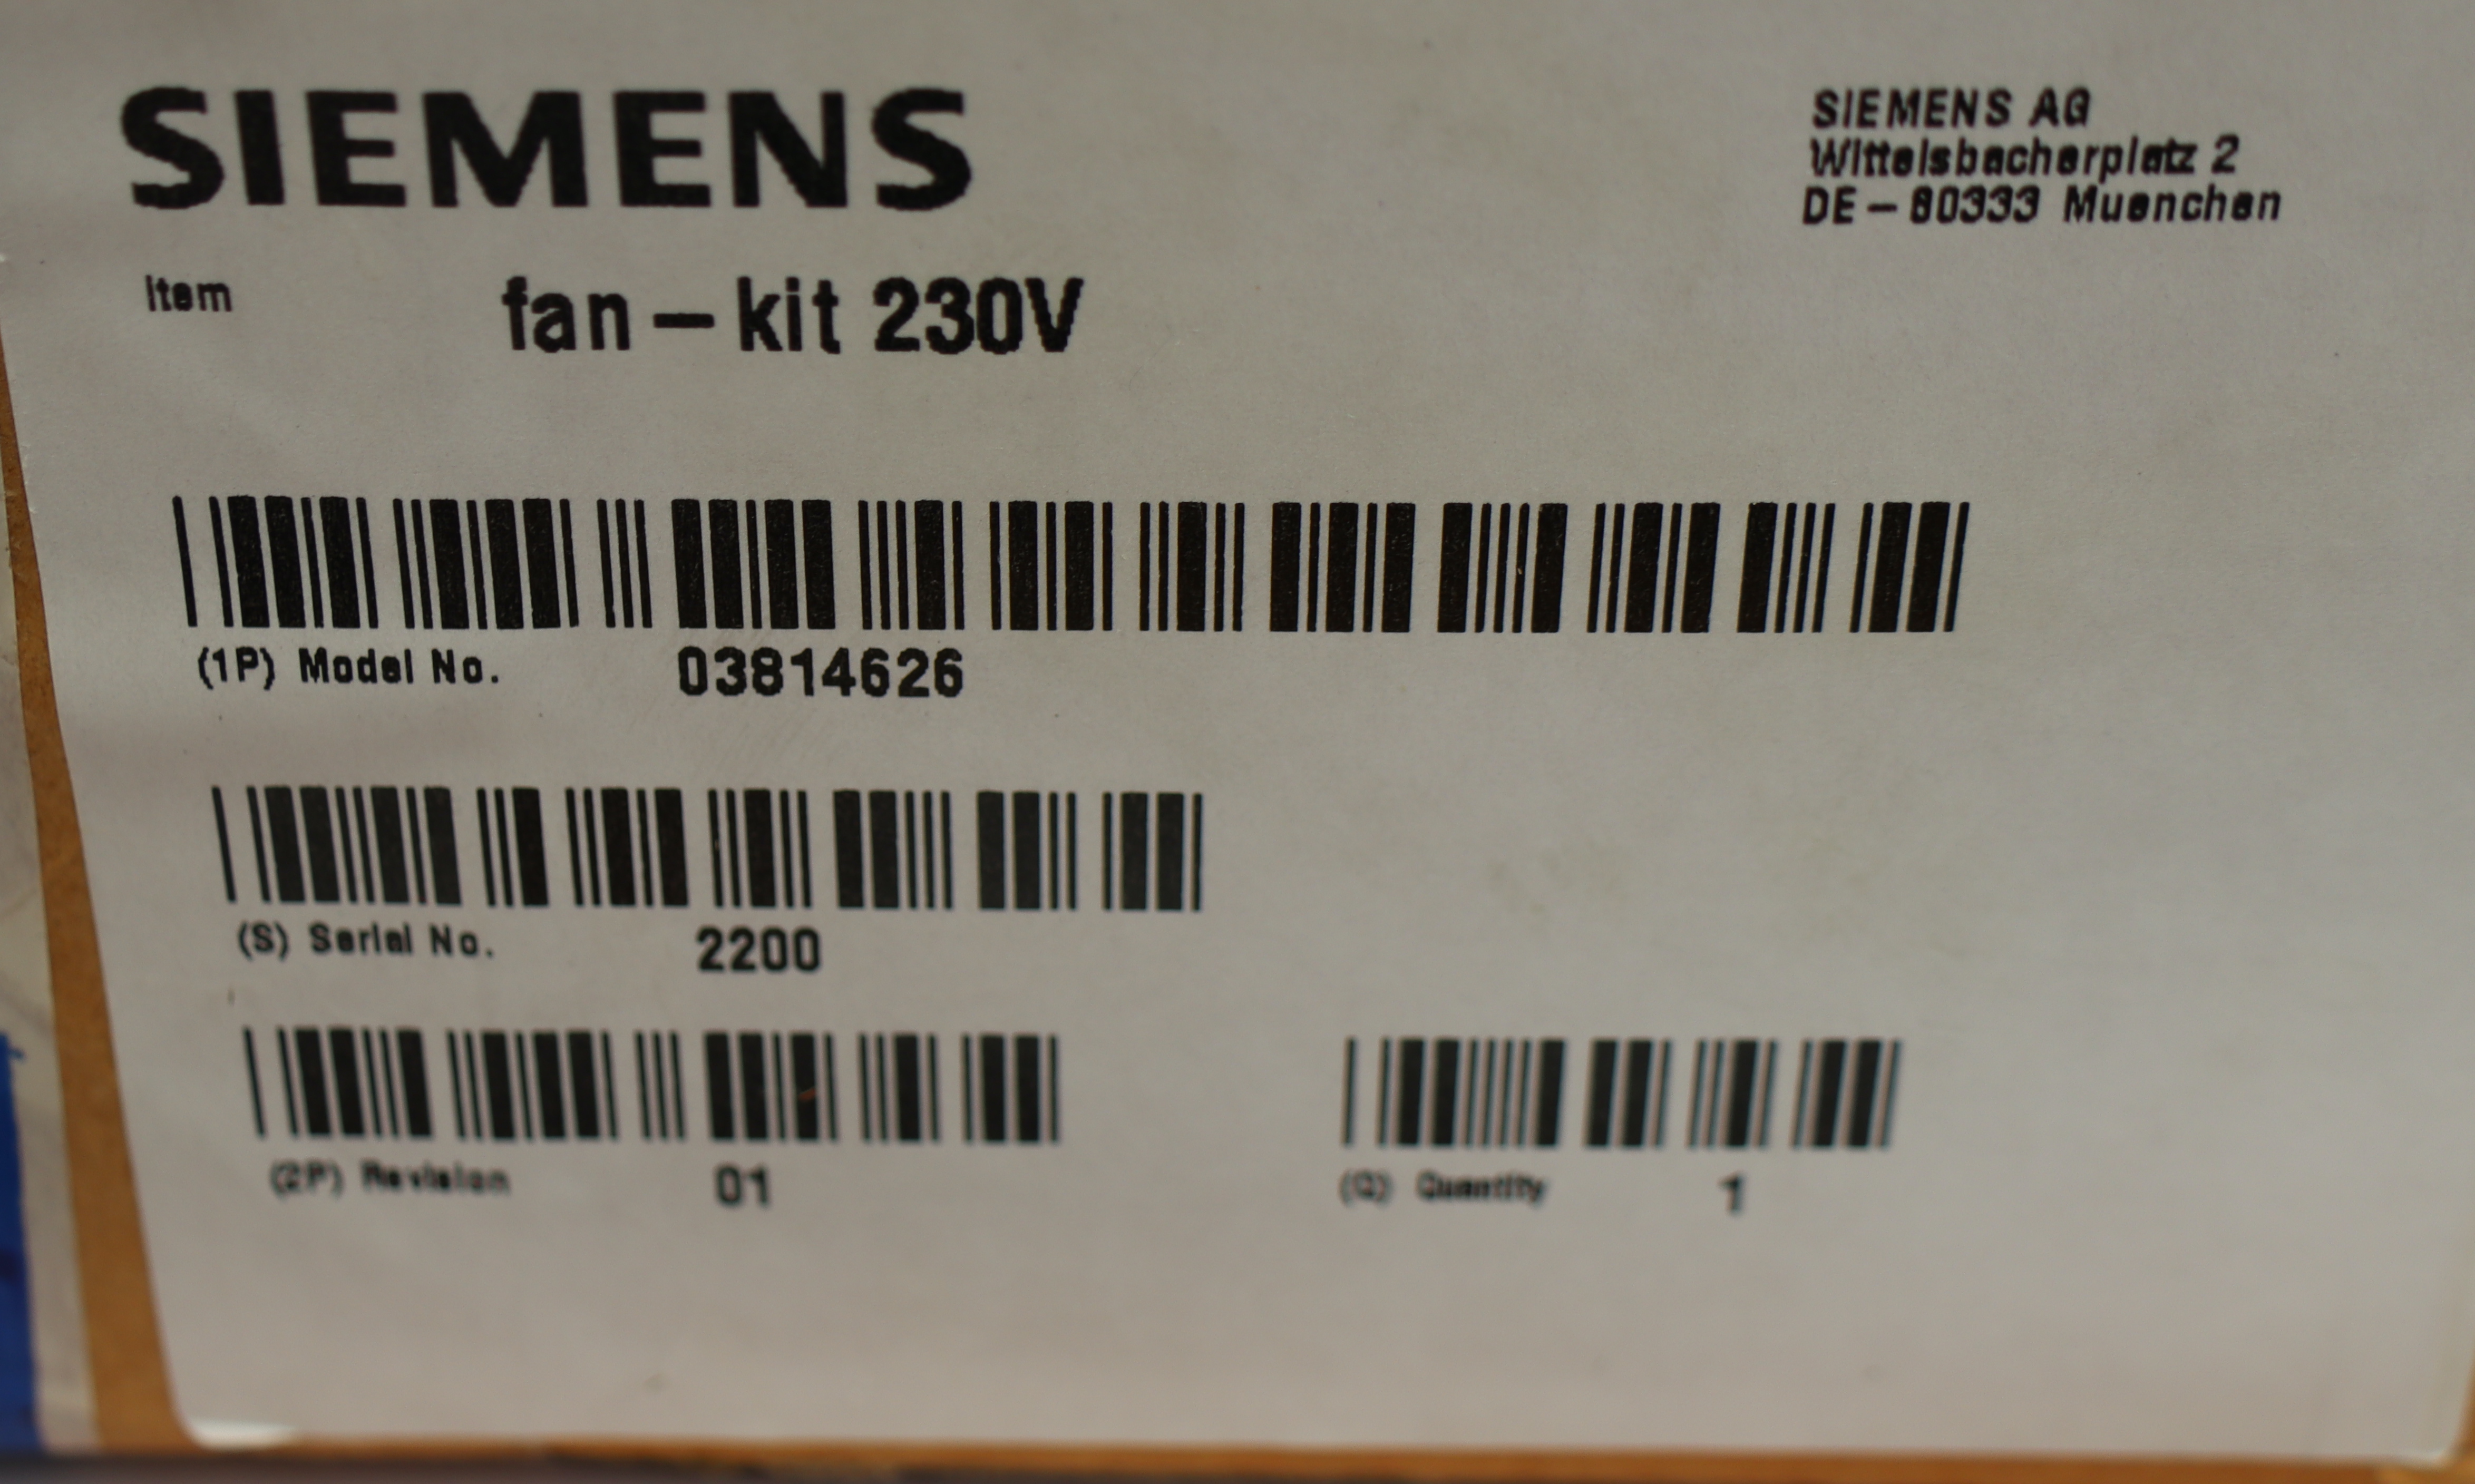 SIEMENS
SIEMENS AG
Wittelsbacherplatz 2
DE – 80333 Muenchen
Item fan – kit 230V
(1P) Model No. 03814626
(S) Serial No. 2200
(2P) Revision 01
(Q) Quantity 1